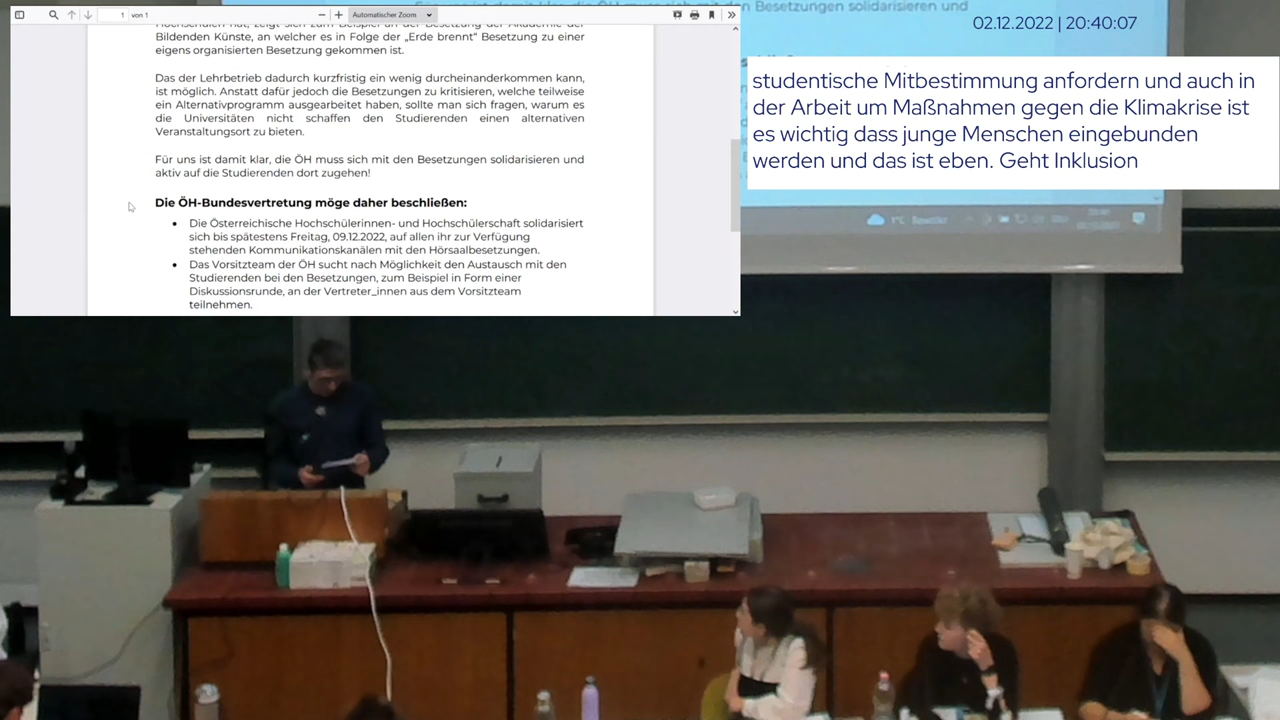 1 von 1
Automatischer Zoom
Hochschulen hat, zeigt sich zum Beispiel an der Besetzung der Akademie der
Bildenden Künste, an welcher es in Folge der „Erde brennt“ Besetzung zu einer
eigens organisierten Besetzung gekommen ist.
Das der Lehrbetrieb dadurch kurzfristig ein wenig durcheinanderkommen kann,
ist möglich. Anstatt dafür jedoch die Besetzungen zu kritisieren, welche teilweise
ein Alternativprogramm ausgearbeitet haben, sollte man sich fragen, warum es
die Universitäten nicht schaffen den Studierenden einen alternativen
Veranstaltungsort zu bieten.
Für uns ist damit klar, die ÖH muss sich mit den Besetzungen solidarisieren und
aktiv auf die Studierenden dort zugehen!
Die ÖH-Bundesvertretung möge daher beschließen:
• Die Österreichische Hochschülerinnen- und Hochschülerschaft solidarisiert
sich bis spätestens Freitag, 09.12.2022, auf allen ihr zur Verfügung
stehenden Kommunikationskanälen mit den Hörsaalbesetzungen.
• Das Vorsitzteam der ÖH sucht nach Möglichkeit den Austausch mit den
Studierenden bei den Besetzungen, zum Beispiel in Form einer
Diskussionsrunde, an der Vertreter_innen aus dem Vorsitzteam
teilnehmen.
den Besetzungen solidarisieren und
02.12.2022 | 20:40:07
studentische Mitbestimmung anfordern und auch in
der Arbeit um Maßnahmen gegen die Klimakrise ist
es wichtig dass junge Menschen eingebunden
werden und das ist eben. Geht Inklusion